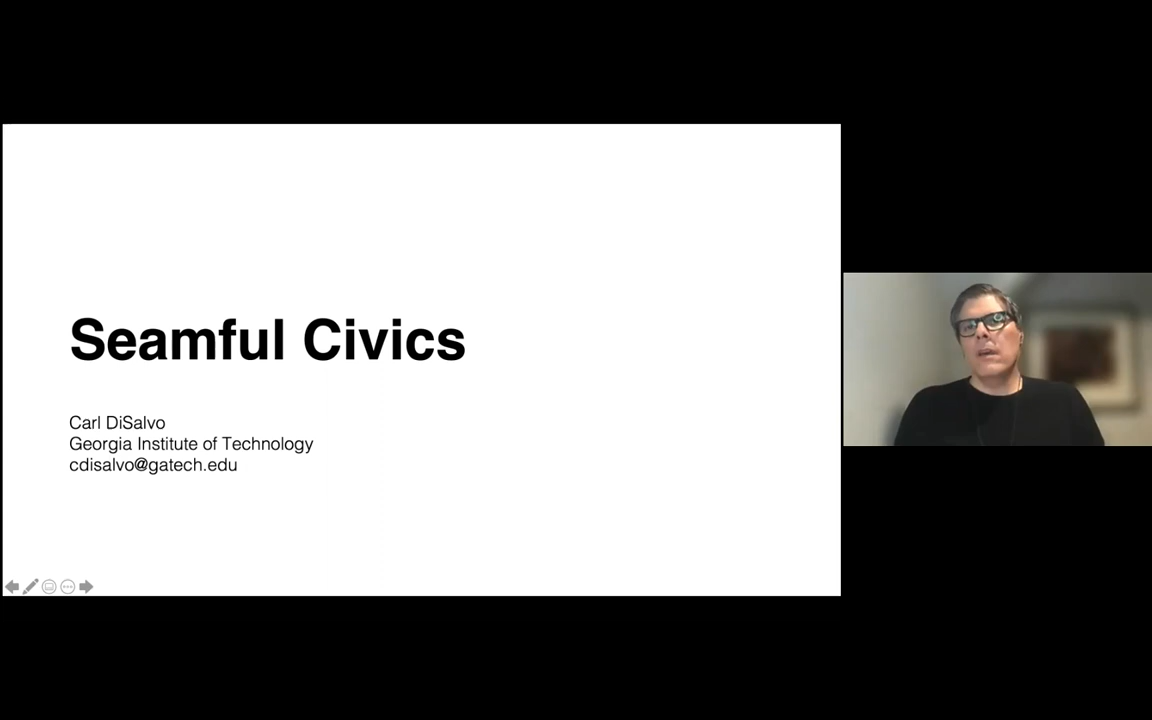 Seamful Civics
Carl DiSalvo
Georgia Institute of Technology
cdisalvo@gatech.edu